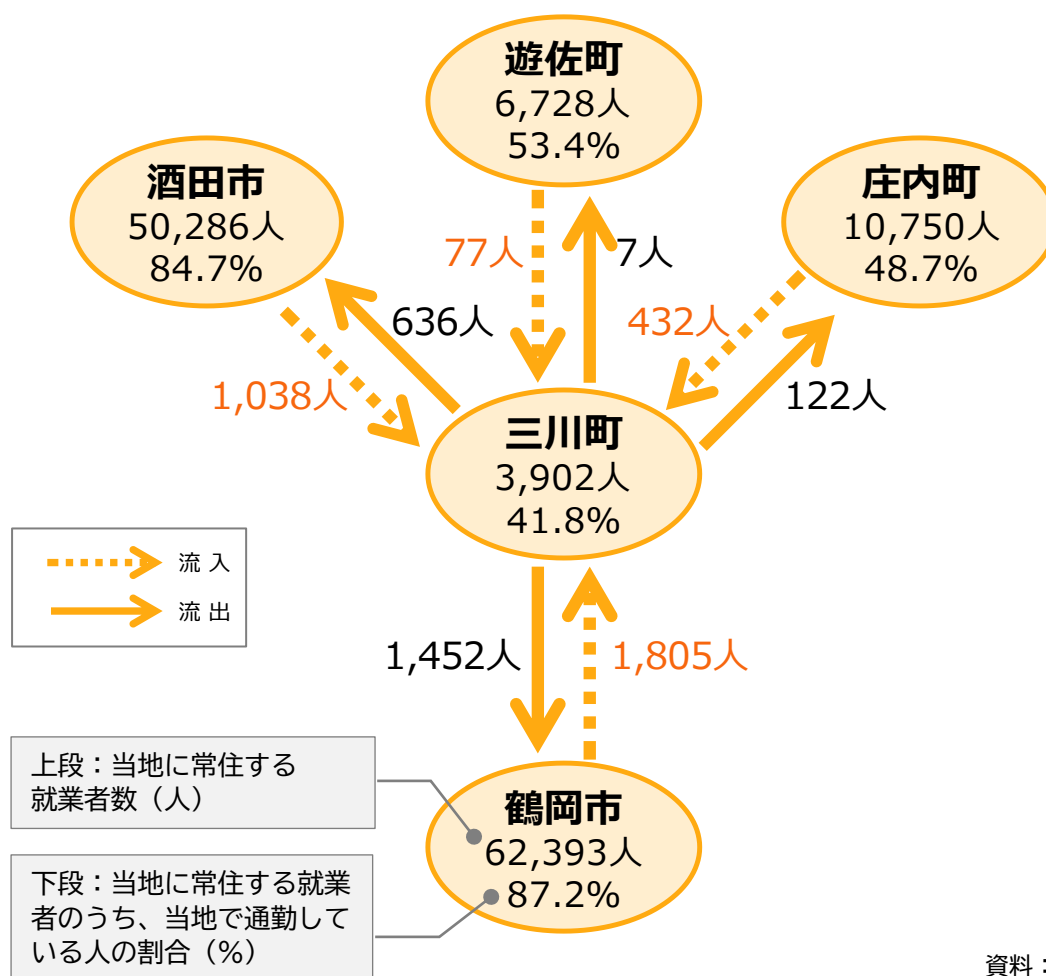 遊佐町
6,728人
53.4%
酒田市
50,286人
84.7%
庄内町
10,750人
48.7%
77人
7人
636人
432人
1,038人
122人
三川町
3,902人
41.8%
流入
流出
1,452人
1,805人
上段：当地に常住する
就業者数（人）
鶴岡市
62,393人
87.2%
下段：当地に常住する就業
者のうち、当地で通勤して
いる人の割合（%）
資料：